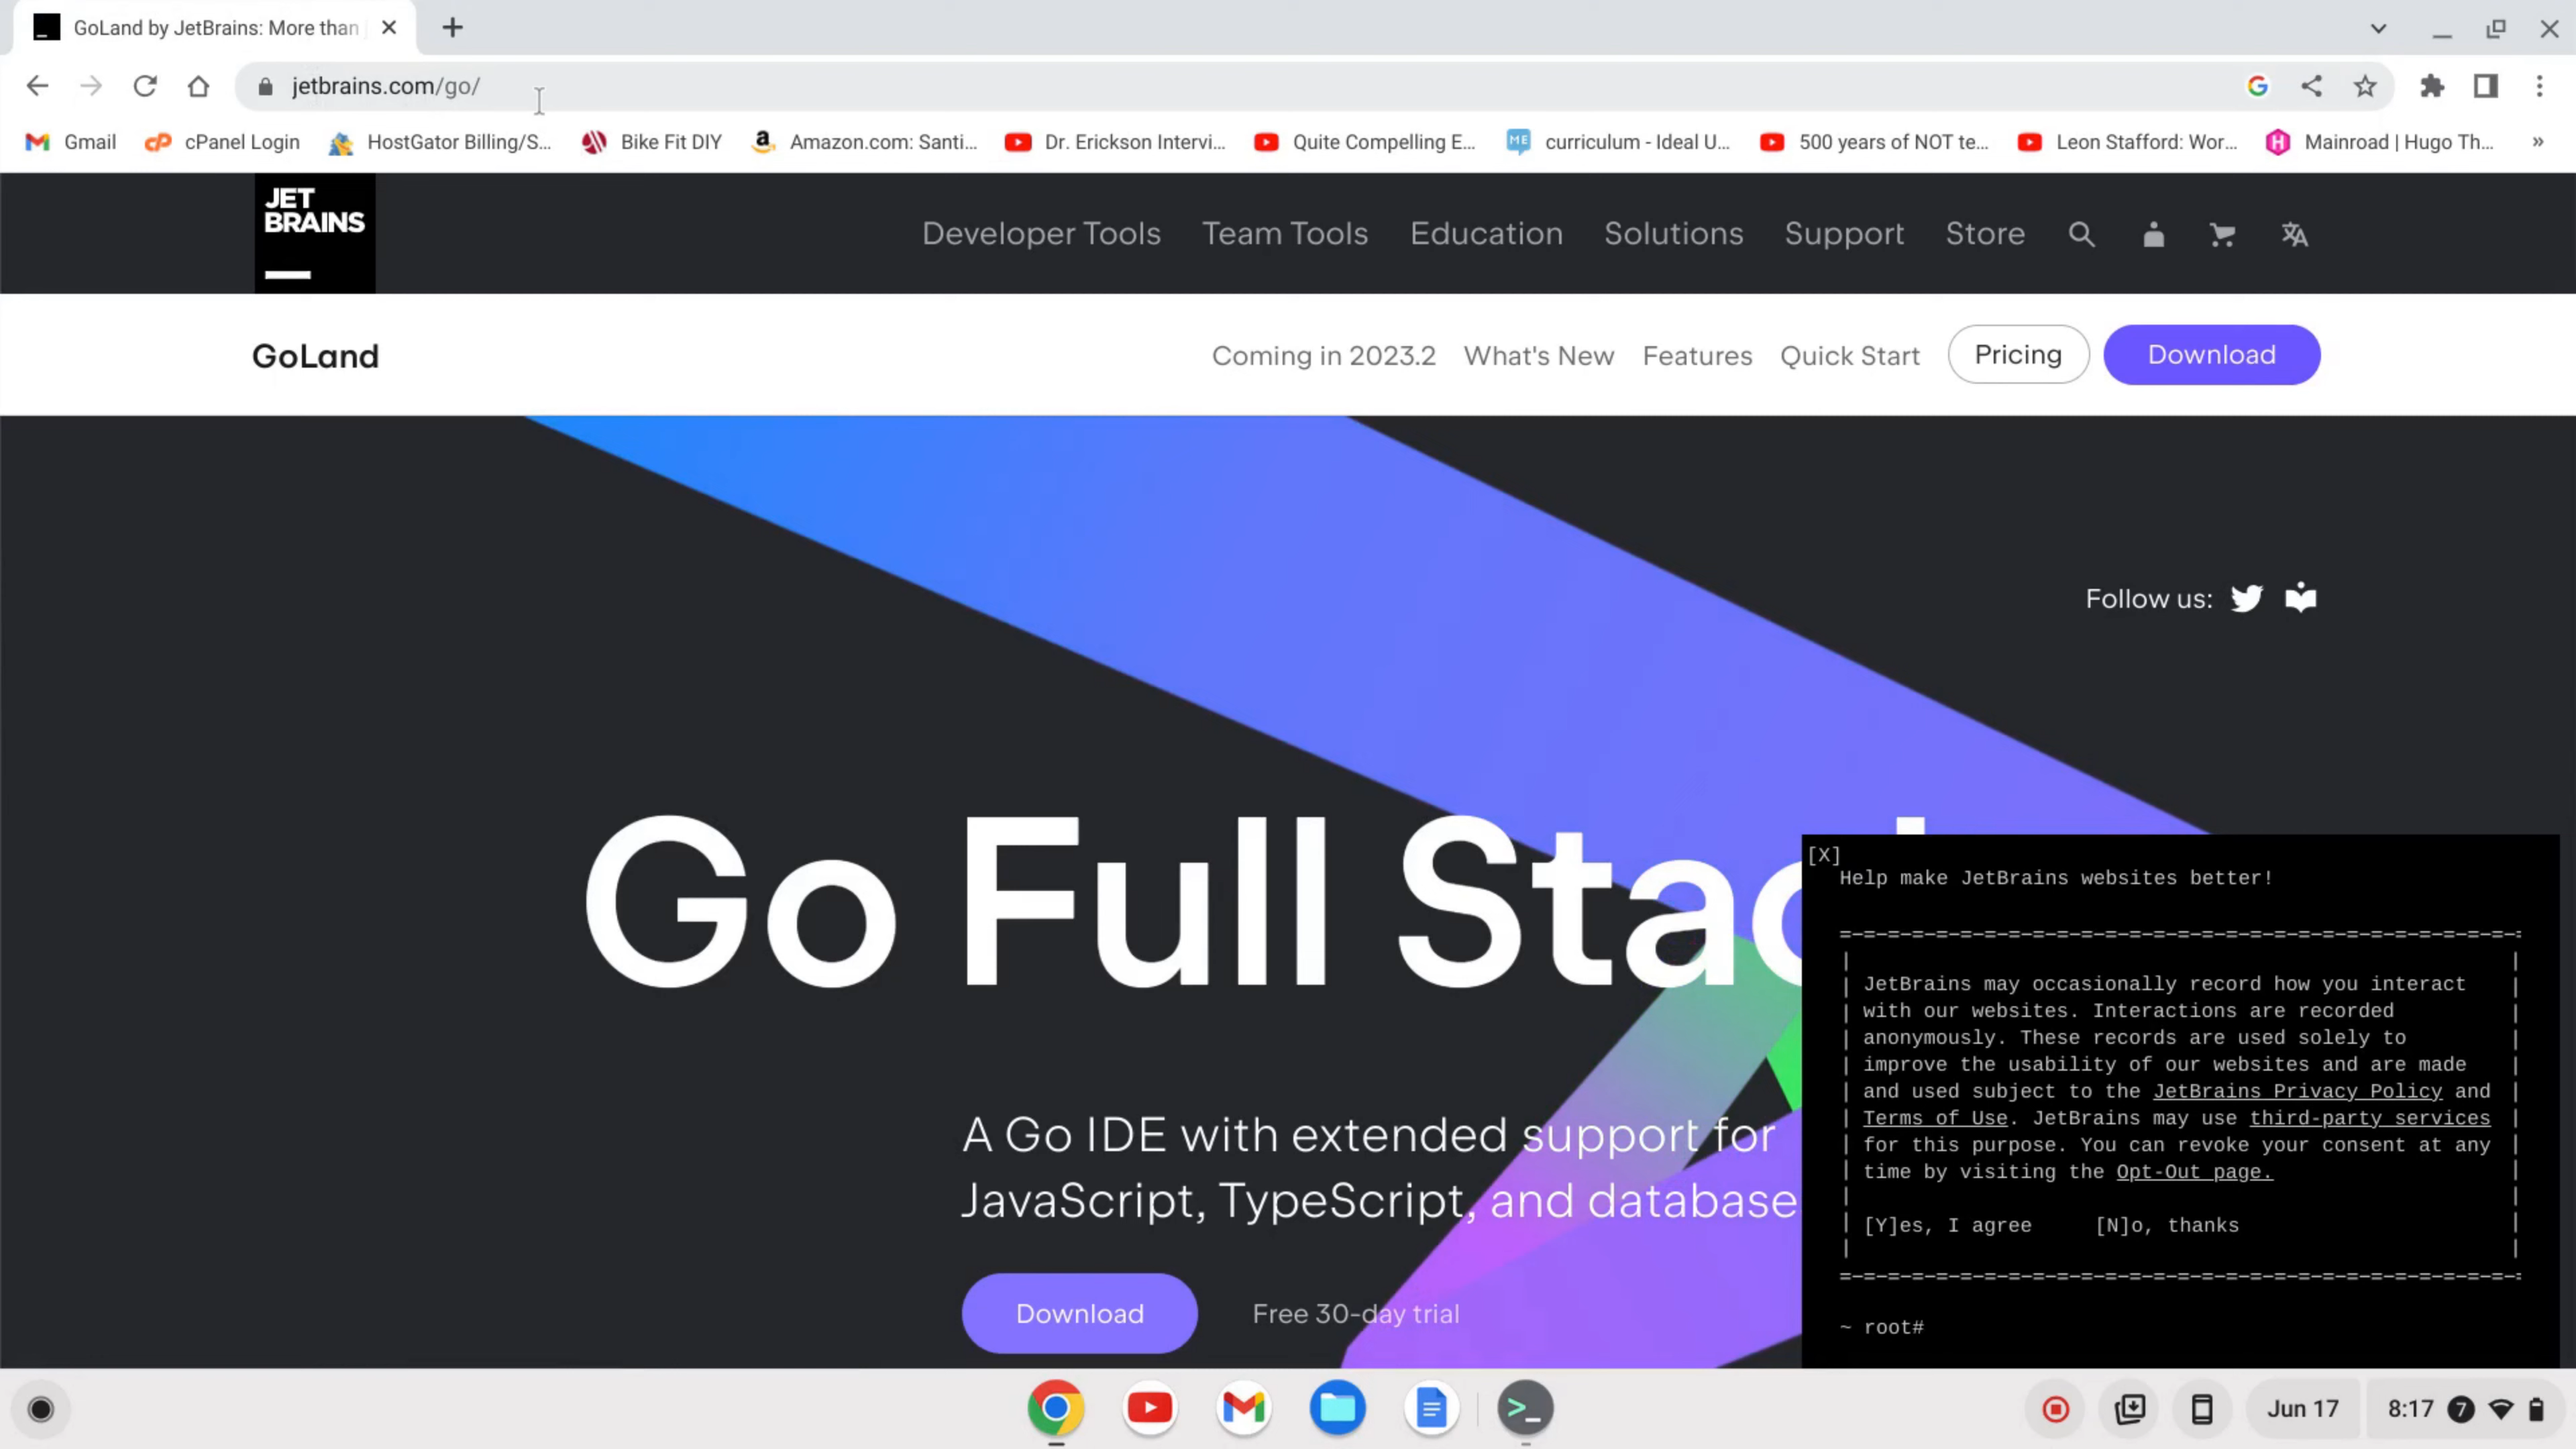 GoLand by JetBrains: More than
jetbrains.com/go/
Gmail cPanel Login HostGator Billing/S... Bike Fit DIY Amazon.com: Santi... Dr. Erickson Intervi... Quite Compelling E... ME curriculum - Ideal U... 500 years of NOT te... Leon Stafford: Wor... Mainroad | Hugo Th... »
JET
BRAINS
Developer Tools Team Tools Education Solutions Support Store
GoLand Coming in 2023.2 What's New Features Quick Start Pricing Download
Follow us:
Go Full Stac
A Go IDE with extended support for
JavaScript, TypeScript, and database
Download Free 30-day trial
[X]
Help make JetBrains websites better!
=-=-=-=-=-=-=-=-=-=-=-=-=-=-=-=-=-=-=-=-=-=-=-=-=-=-=-=-:
JetBrains may occasionally record how you interact
with our websites. Interactions are recorded
anonymously. These records are used solely to
improve the usability of our websites and are made
and used subject to the JetBrains Privacy Policy and
Terms of Use. JetBrains may use third-party services
for this purpose. You can revoke your consent at any
time by visiting the Opt-Out page.
[Y]es, I agree [N]o, thanks
=-=-=-=-=-=-=-=-=-=-=-=-=-=-=-=-=-=-=-=-=-=-=-=-=-=-=-=-:
~ root#
Jun 17 8:17 7